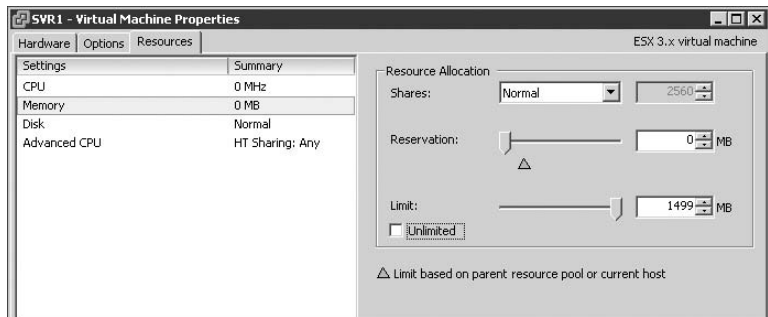 SVR1 - Virtual Machine Properties
Hardware Options Resources ESX 3.x virtual machine
Settings Summary
CPU 0 MHz
Memory 0 MB
Disk Normal
Advanced CPU HT Sharing: Any
Resource Allocation
Shares: Normal 2560
Reservation: 0 MB
Limit: 1499 MB
Unlimited
Limit based on parent resource pool or current host